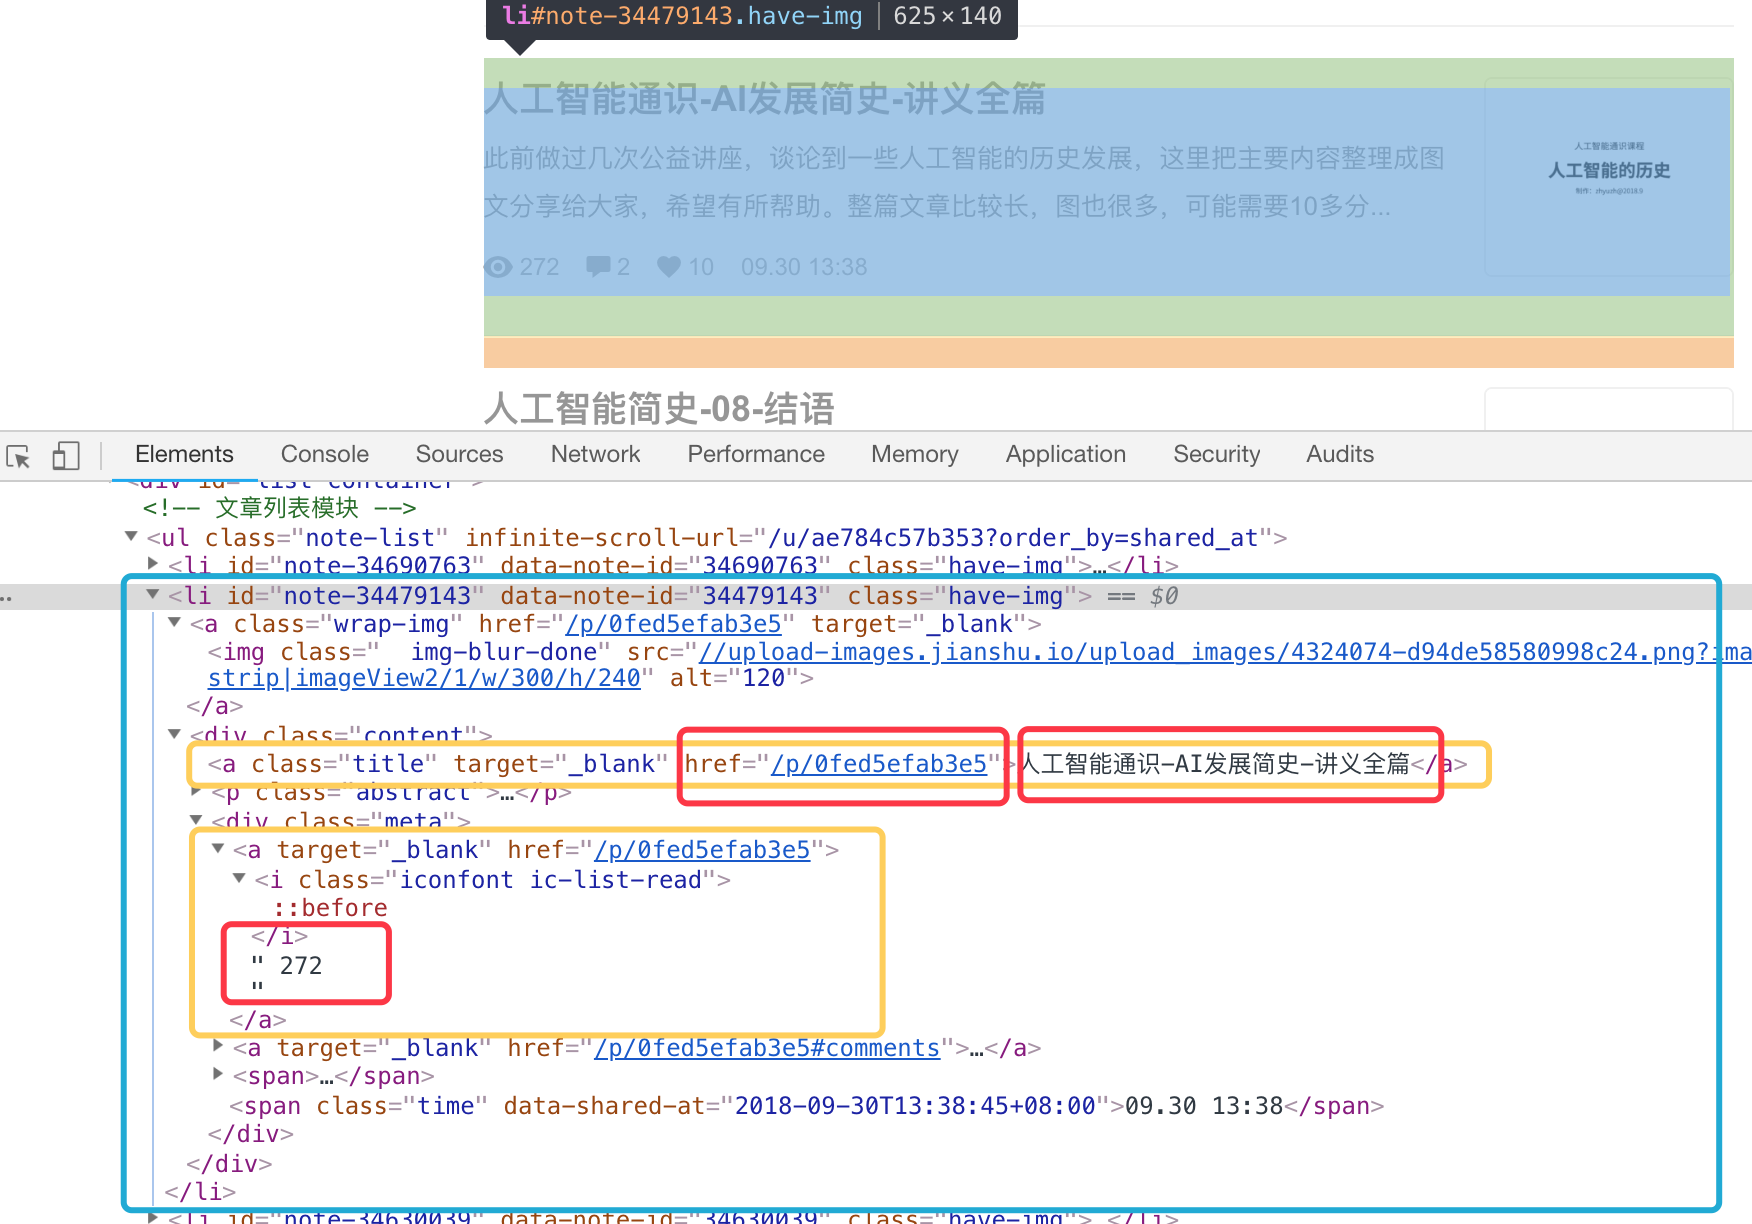 li#note-34479143.have-img | 625×140
人工智能通识-AI发展简史-讲义全篇
此前做过几次公益讲座，谈论到一些人工智能的历史发展，这里把主要内容整理成图
文分享给大家，希望有所帮助。整篇文章比较长，图也很多，可能需要10多分...
272 2 10 09.30 13:38
人工智能通识课程
人工智能的历史
制作：zhyuzh@2018.9
人工智能简史-08-结语
Elements Console Sources Network Performance Memory Application Security Audits
<div id="list-container">
<!-- 文章列表模块 -->
<ul class="note-list" infinite-scroll-url="/u/ae784c57b353?order_by=shared_at">
<li id="note-34690763" data-note-id="34690763" class="have-img">…</li>
<li id="note-34479143" data-note-id="34479143" class="have-img"> == $0
<a class="wrap-img" href="/p/0fed5efab3e5" target="_blank">
<img class="  img-blur-done" src="//upload-images.jianshu.io/upload_images/4324074-d94de58580998c24.png?ima
strip|imageView2/1/w/300/h/240" alt="120">
</a>
<div class="content">
<a class="title" target="_blank" href="/p/0fed5efab3e5">人工智能通识-AI发展简史-讲义全篇</a>
<p class="abstract">…</p>
<div class="meta">
<a target="_blank" href="/p/0fed5efab3e5">
<i class="iconfont ic-list-read">
::before
</i>
" 272
"
</a>
<a target="_blank" href="/p/0fed5efab3e5#comments">…</a>
<span>…</span>
<span class="time" data-shared-at="2018-09-30T13:38:45+08:00">09.30 13:38</span>
</div>
</div>
</li>
<li id="note-34630039" data-note-id="34630039" class="have-img">…</li>